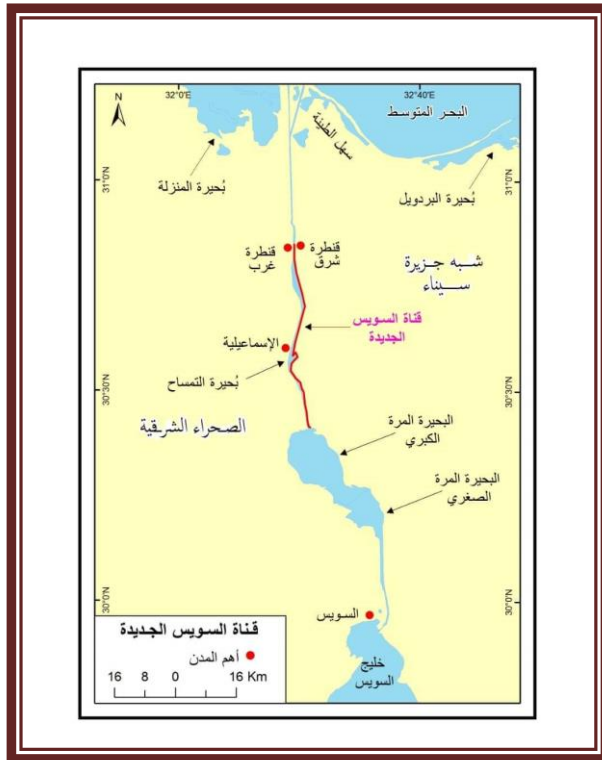 32°0'E
32°40'E
N
البحر المتوسط
سهل الطينة
بُحيرة المنزلة
بُحيرة البردويل
31°0'N
31°0'N
قنطرة
شرق
قنطرة
غرب
شبه جزيرة
سيناء
قناة السويس
الجديدة
الإسماعيلية
بُحيرة التمساح
30°30'N
30°30'N
الصحراء الشرقية
البحيرة المرة
الكبري
البحيرة المرة
الصغري
30°0'N
30°0'N
السويس
خليج
السويس
قناة السويس الجديدة
أهم المدن
16 8 0 16 Km